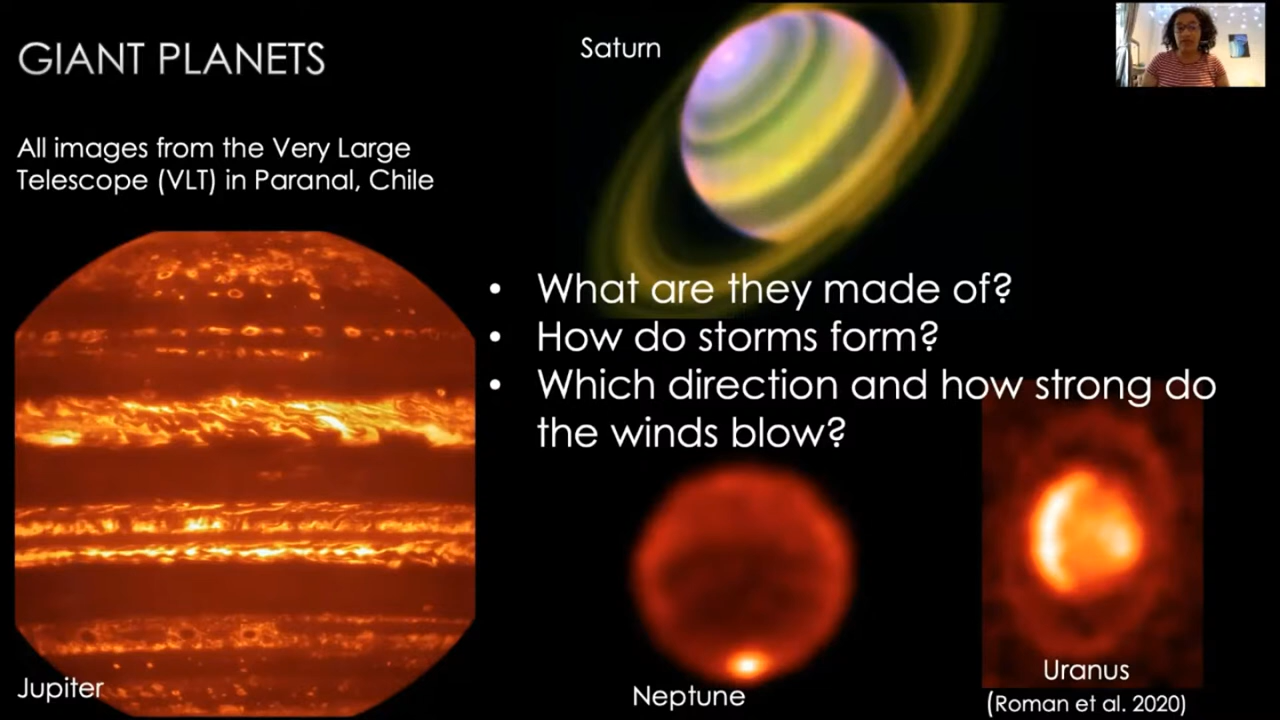 GIANT PLANETS
Saturn
All images from the Very Large
Telescope (VLT) in Paranal, Chile
• What are they made of?
• How do storms form?
• Which direction and how strong do
the winds blow?
Jupiter
Neptune
Uranus
(Roman et al. 2020)